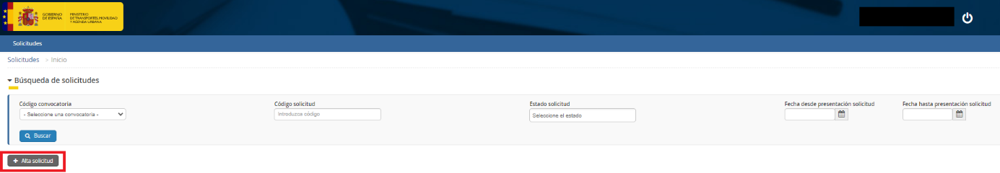 GOBIERNO
DE ESPAÑA
MINISTERIO
DE TRANSPORTES, MOVILIDAD
Y AGENDA URBANA
Solicitudes
Solicitudes > Inicio
Búsqueda de solicitudes
Código convocatoria
Código solicitud
Estado solicitud
Fecha desde presentación solicitud
Fecha hasta presentación solicitud
- Seleccione una convocatoria -
Introduzca código
Seleccione el estado
Buscar
+ Alta solicitud